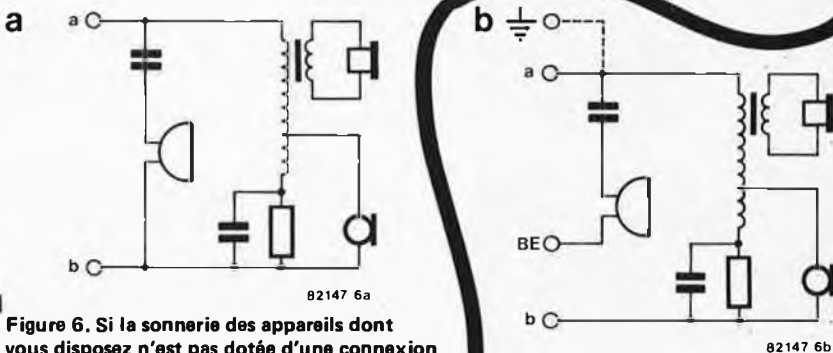 a
a
b
82147 6a
Figure 6. Si la sonnerie des appareils dont
vous disposez n'est pas dotée d'une connexion
b
a
BE
b
82147 6b